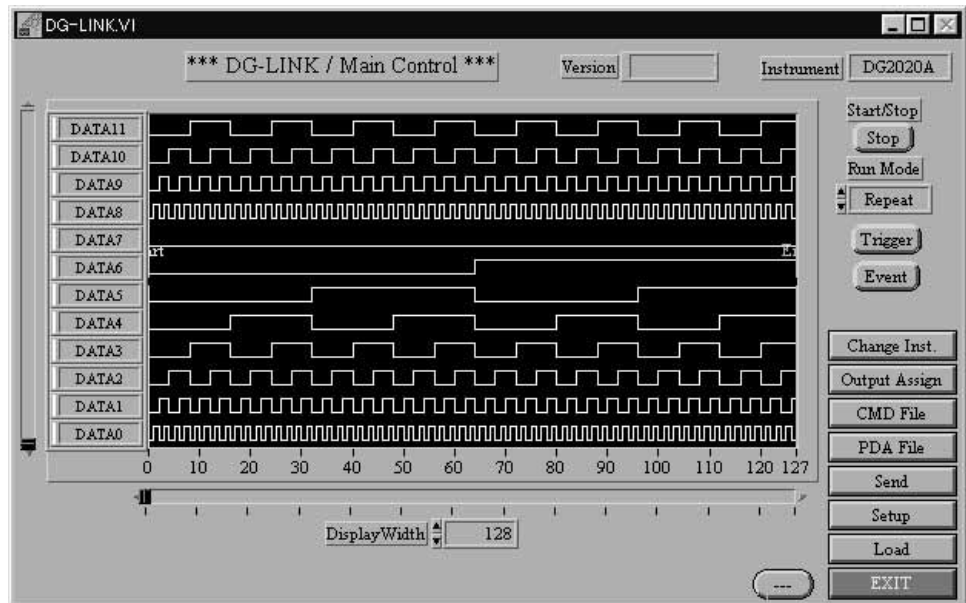 DG-LINK.VI
*** DG-LINK / Main Control ***
Version
Instrument DG2020A
Start/Stop
Stop
Run Mode
Repeat
Trigger
Event
DATA11
DATA10
DATA9
DATA8
DATA7
DATA6
DATA5
DATA4
DATA3
DATA2
DATA1
DATA0
art
En
0 10 20 30 40 50 60 70 80 90 100 110 120 127
DisplayWidth 128
Change Inst.
Output Assign
CMD File
PDA File
Send
Setup
Load
EXIT
---